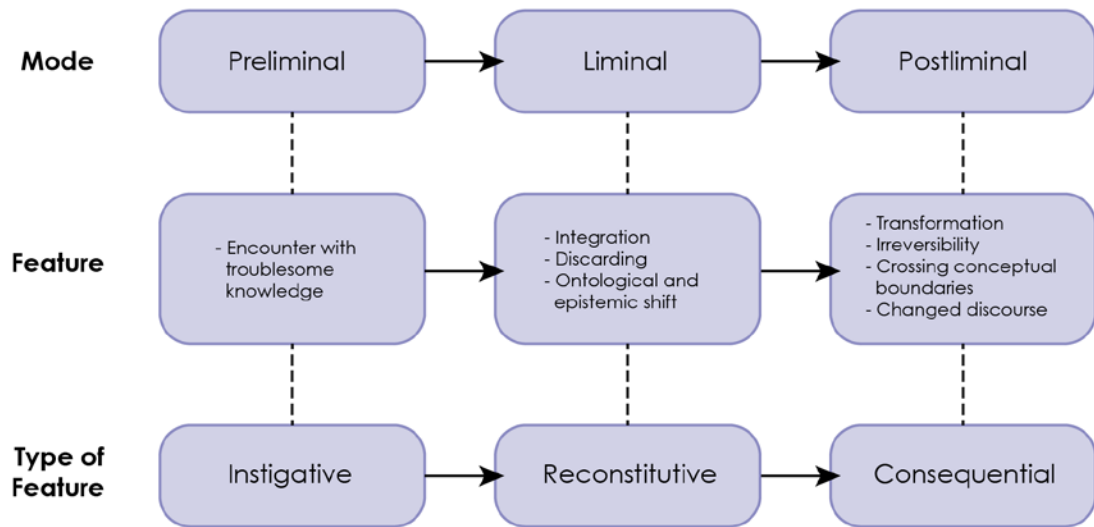 Mode
Preliminal
Liminal
Postliminal
Feature
- Encounter with
troublesome
knowledge
- Integration
- Discarding
- Ontological and
epistemic shift
- Transformation
- Irreversibility
- Crossing conceptual
boundaries
- Changed discourse
Type of
Feature
Instigative
Reconstitutive
Consequential